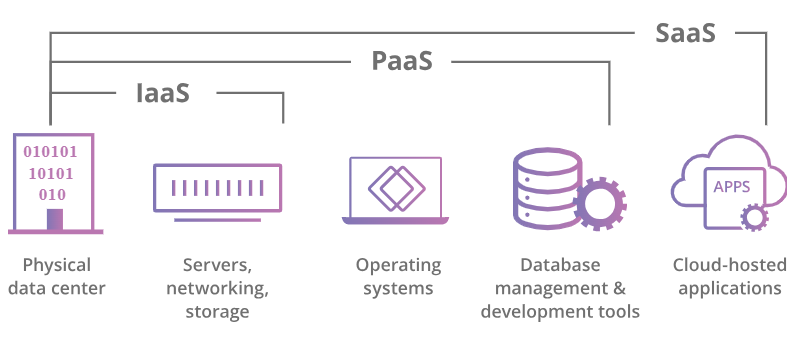 SaaS
PaaS
IaaS
010101
10101
010
APPS
Physical
data center
Servers,
networking,
storage
Operating
systems
Database
management &
development tools
Cloud-hosted
applications